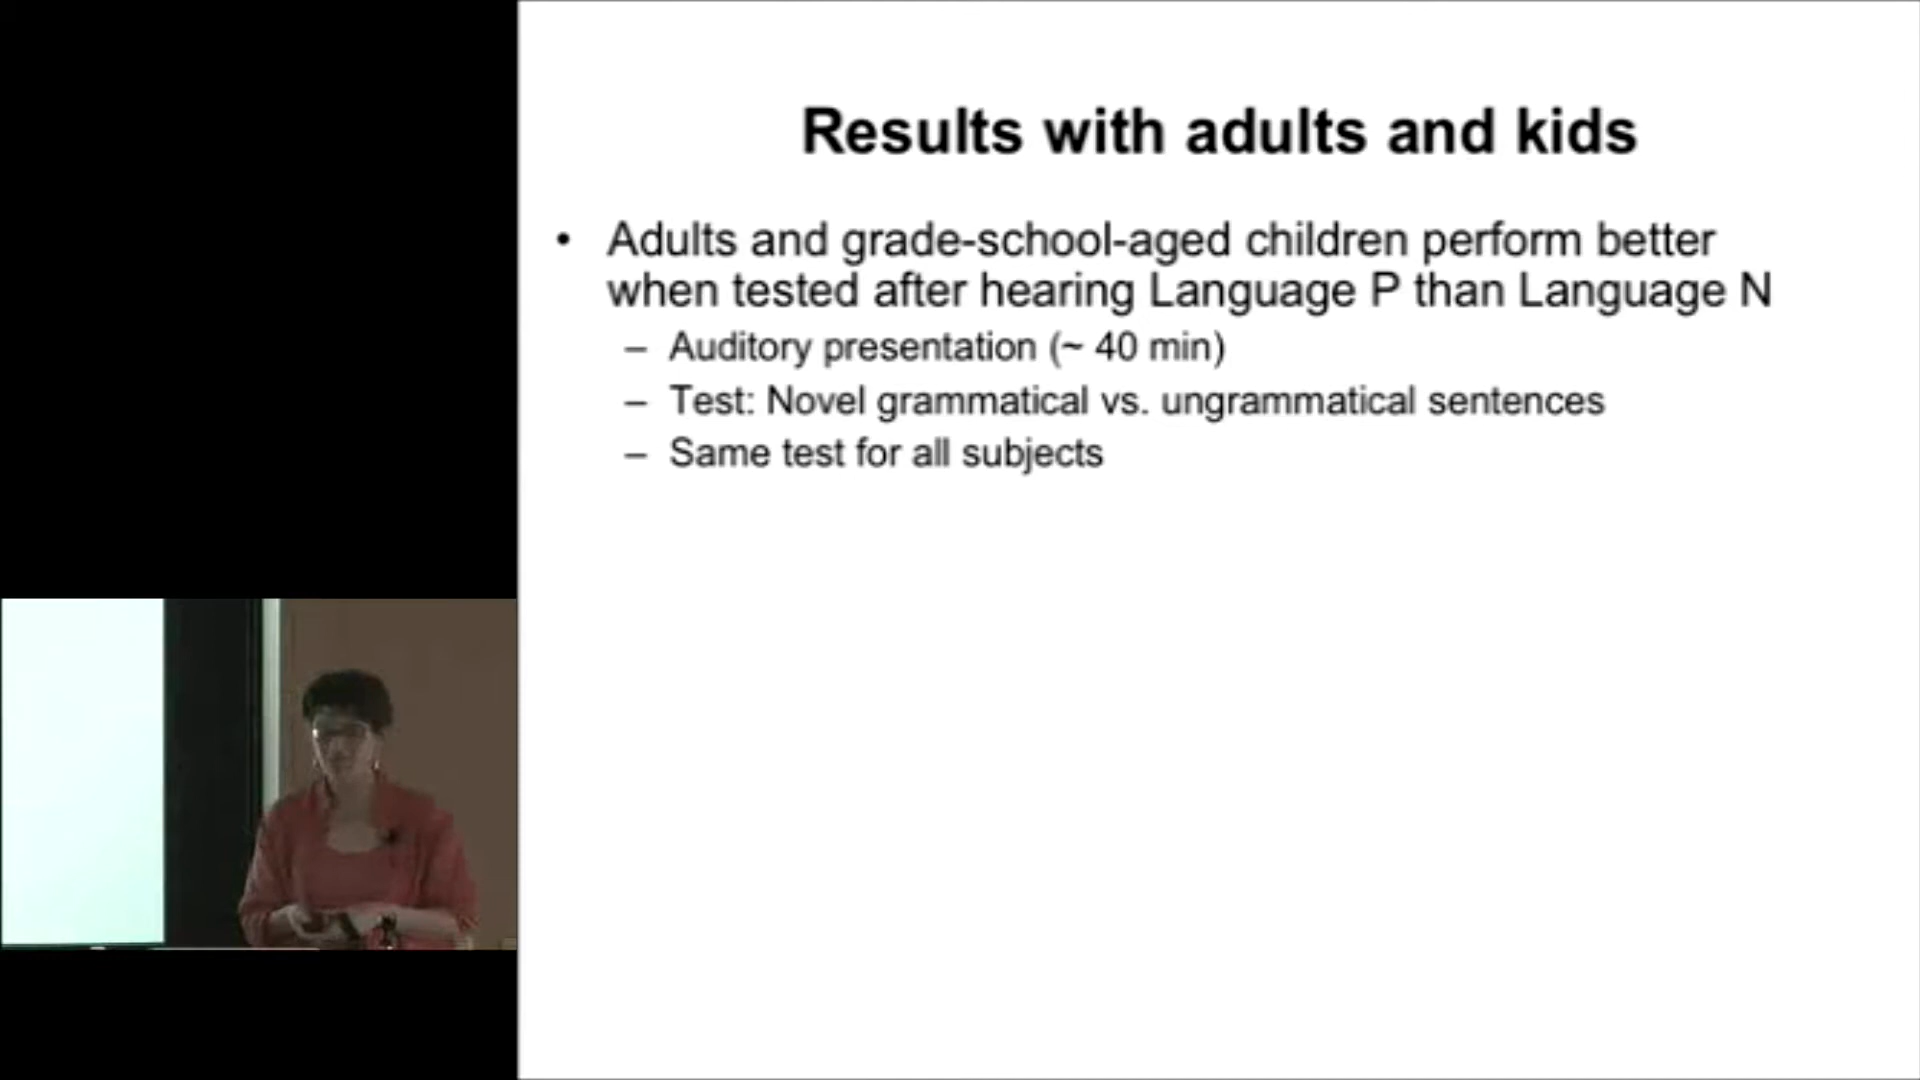 Results with adults and kids
• Adults and grade-school-aged children perform better
when tested after hearing Language P than Language N
– Auditory presentation (~ 40 min)
– Test: Novel grammatical vs. ungrammatical sentences
– Same test for all subjects